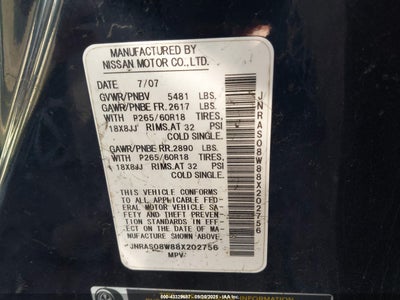 MANUFACTURED BY
NISSAN MOTOR CO., LTD.
DATE 7/07
GVWR/PNBV 5481 LBS.
GAWR/PNBE FR. 2617 LBS.
WITH P265/60R18 TIRES,
18X8JJ RIMS, AT 32 PSI
COLD SINGLE.
GAWR/PNBE RR. 2890 LBS.
WITH P265/60R18 TIRES,
18X8JJ RIMS, AT 32 PSI
COLD SINGLE.
THIS VEHICLE CONFORMS
TO ALL APPLICABLE FED-
ERAL MOTOR VEHICLE SA-
FETY AND THEFT PREVEN-
TION STANDARDS IN EF-
FECT ON THE DATE OF MA-
NUFACTURE SHOWN ABOVE.
JNRAS08W88X202756
MPV
JNRAS08W88X202756